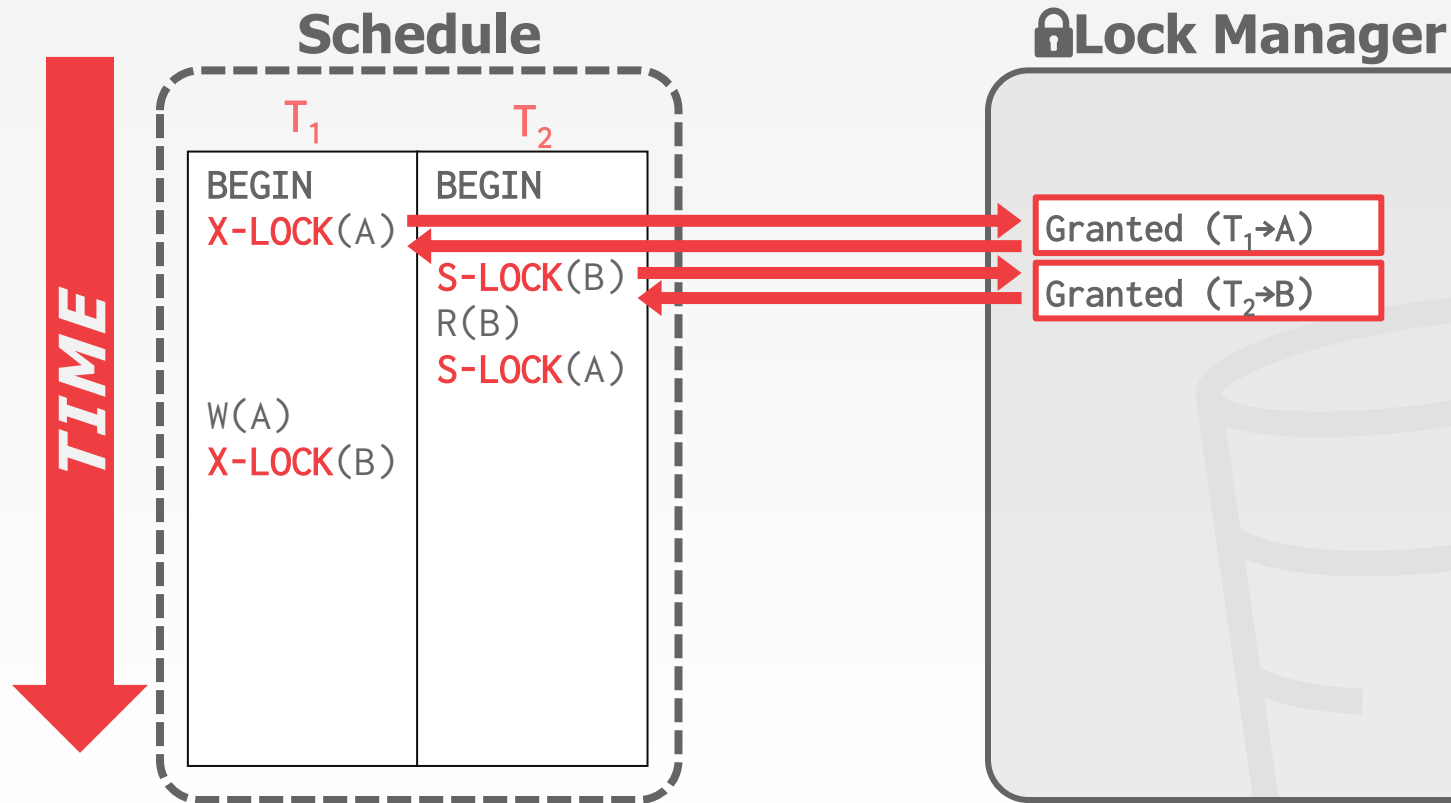 Schedule
Lock Manager
TIME
T₁ T₂
BEGIN BEGIN
X-LOCK(A)
Granted (T₁→A)
S-LOCK(B)
Granted (T₂→B)
R(B)
S-LOCK(A)
W(A)
X-LOCK(B)